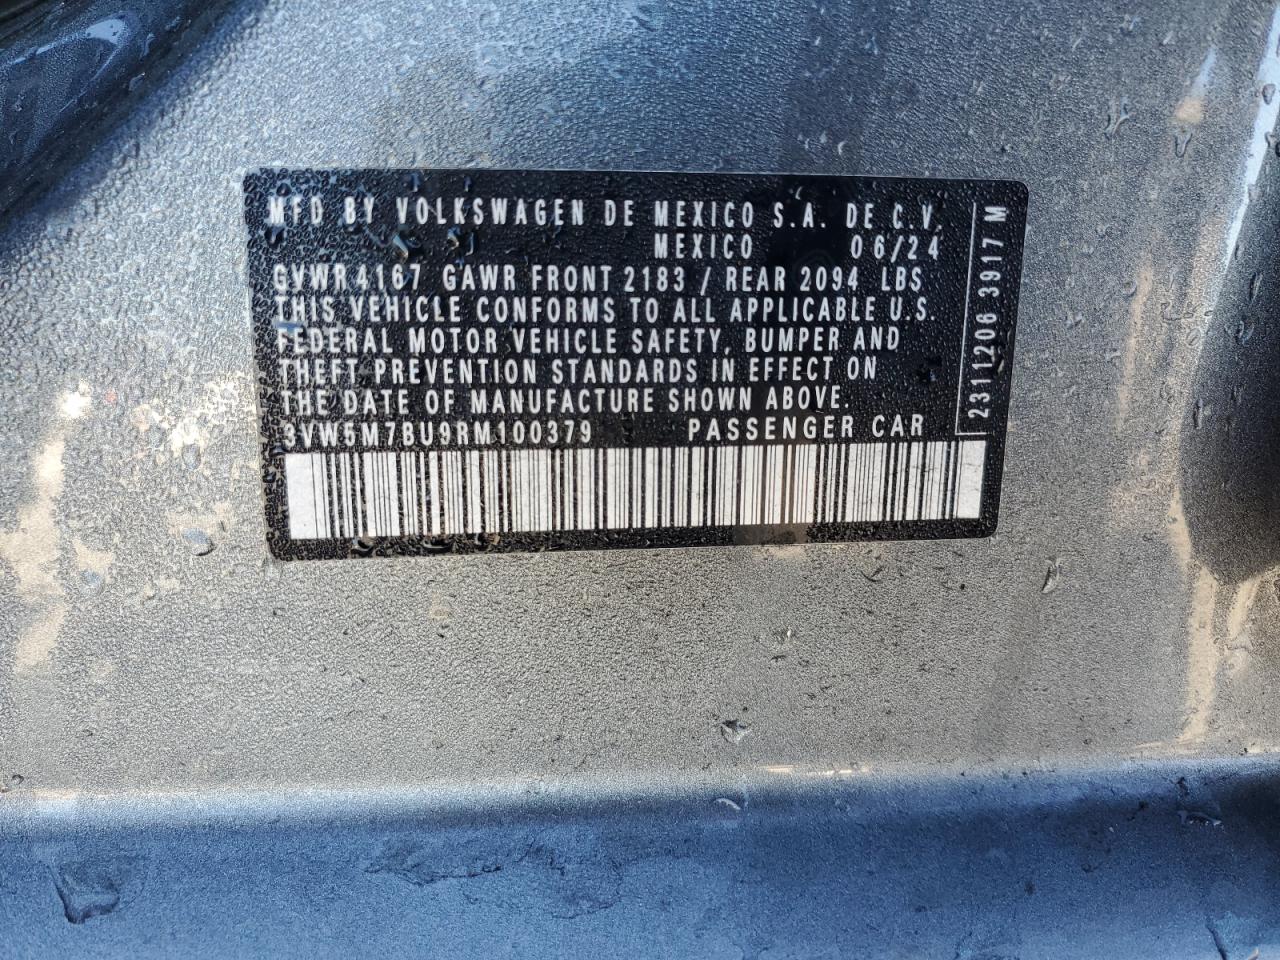 MFD BY VOLKSWAGEN DE MEXICO S.A. DE C.V.
MEXICO 06/24
GVWR 4167 GAWR FRONT 2183 / REAR 2094 LBS
THIS VEHICLE CONFORMS TO ALL APPLICABLE U.S.
FEDERAL MOTOR VEHICLE SAFETY, BUMPER AND
THEFT PREVENTION STANDARDS IN EFFECT ON
THE DATE OF MANUFACTURE SHOWN ABOVE.
3VW5M7BU9RM100379 PASSENGER CAR
2311206 3917 M